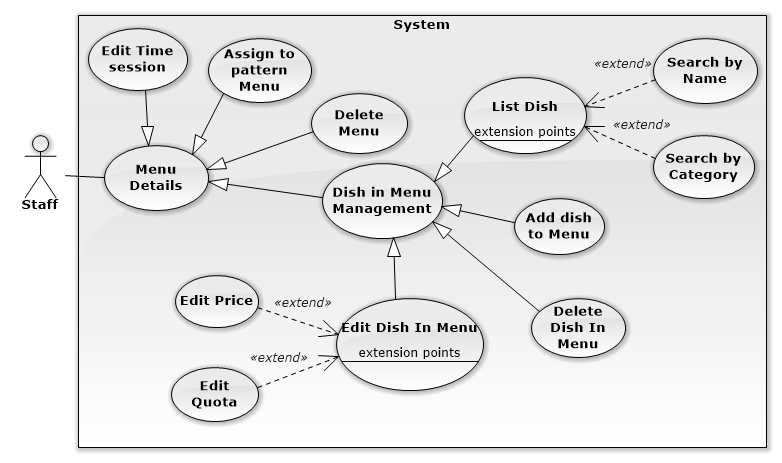 System
Edit Time
session
Assign to
pattern
Menu
Delete
Menu
List Dish
extension points
«extend»
Search by
Name
«extend»
Search by
Category
Staff
Menu
Details
Dish in Menu
Management
Add dish
to Menu
Edit Price
«extend»
Edit Dish In Menu
extension points
Delete
Dish In
Menu
«extend»
Edit
Quota